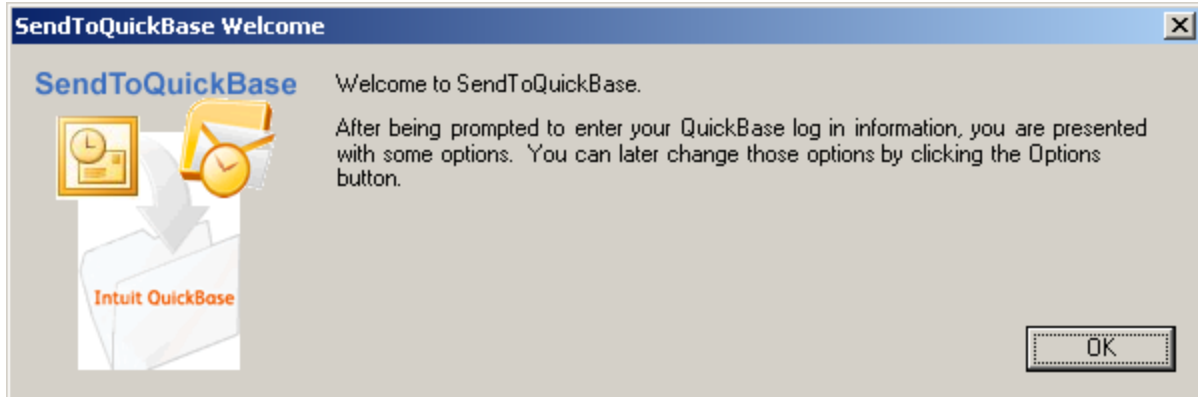 SendToQuickBase Welcome
SendToQuickBase
Welcome to SendToQuickBase.
After being prompted to enter your QuickBase log in information, you are presented
with some options.  You can later change those options by clicking the Options
button.
Intuit QuickBase
OK